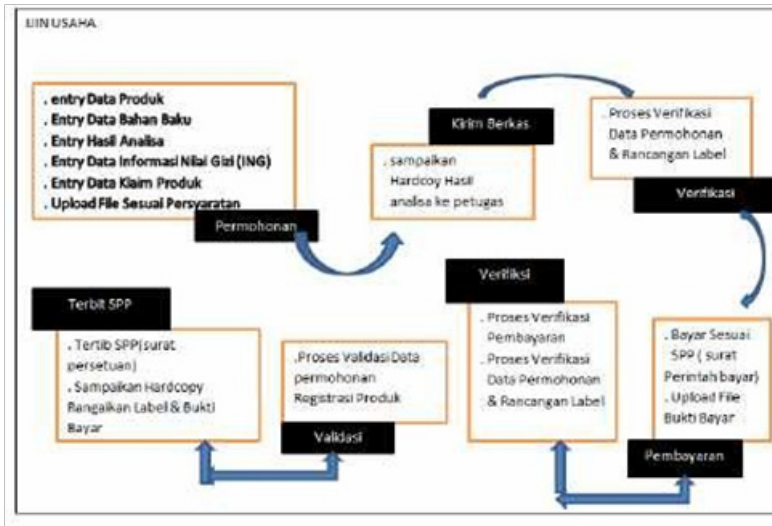 IJIN USAHA
. entry Data Produk
. Entry Data Bahan Baku
. Entry Hasil Analisa
. Entry Data Informasi Nilai Gizi (ING)
. Entry Data Klaim Produk
. Upload File Sesuai Persyaratan
Permohonan
Kirim Berkas
. sampaikan
Hardcoy Hasil
analisa ke petugas
. Proses Verifikasi
Data Permohonan
& Rancangan Label
Verifikasi
. Bayar Sesuai
SPP ( surat
Perintah bayar)
. Upload File
Bukti Bayar
Pembayaran
Verifiksi
. Proses Verifikasi
Pembayaran
. Proses Verifikasi
Data Permohonan
& Rancangan Label
.Proses Validasi Data
permohonan
Registrasi Produk
Validasi
Terbit SPP
. Tertib SPP(surat
persetuan)
. Sampaikan Hardcopy
Rangaikan Label & Bukti
Bayar